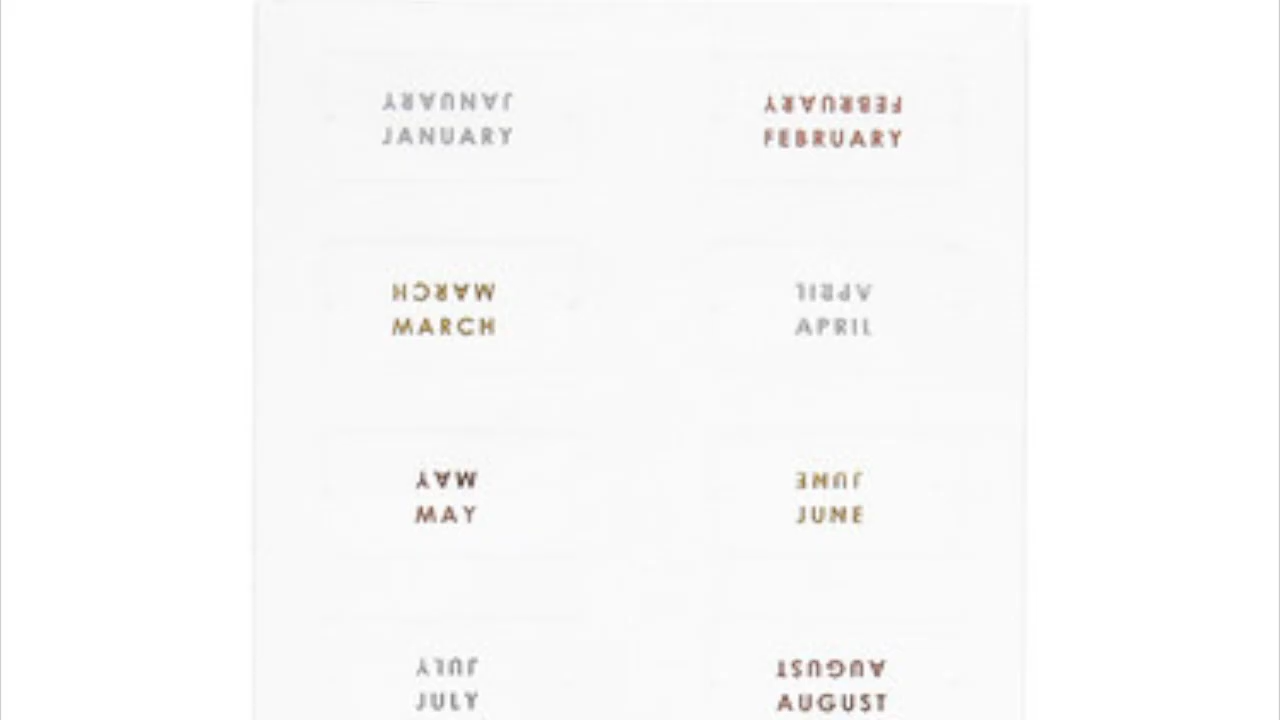 JANUARY
JANUARY
FEBRUARY
FEBRUARY
MARCH
MARCH
APRIL
APRIL
MAY
MAY
JUNE
JUNE
JULY
JULY
AUGUST
AUGUST